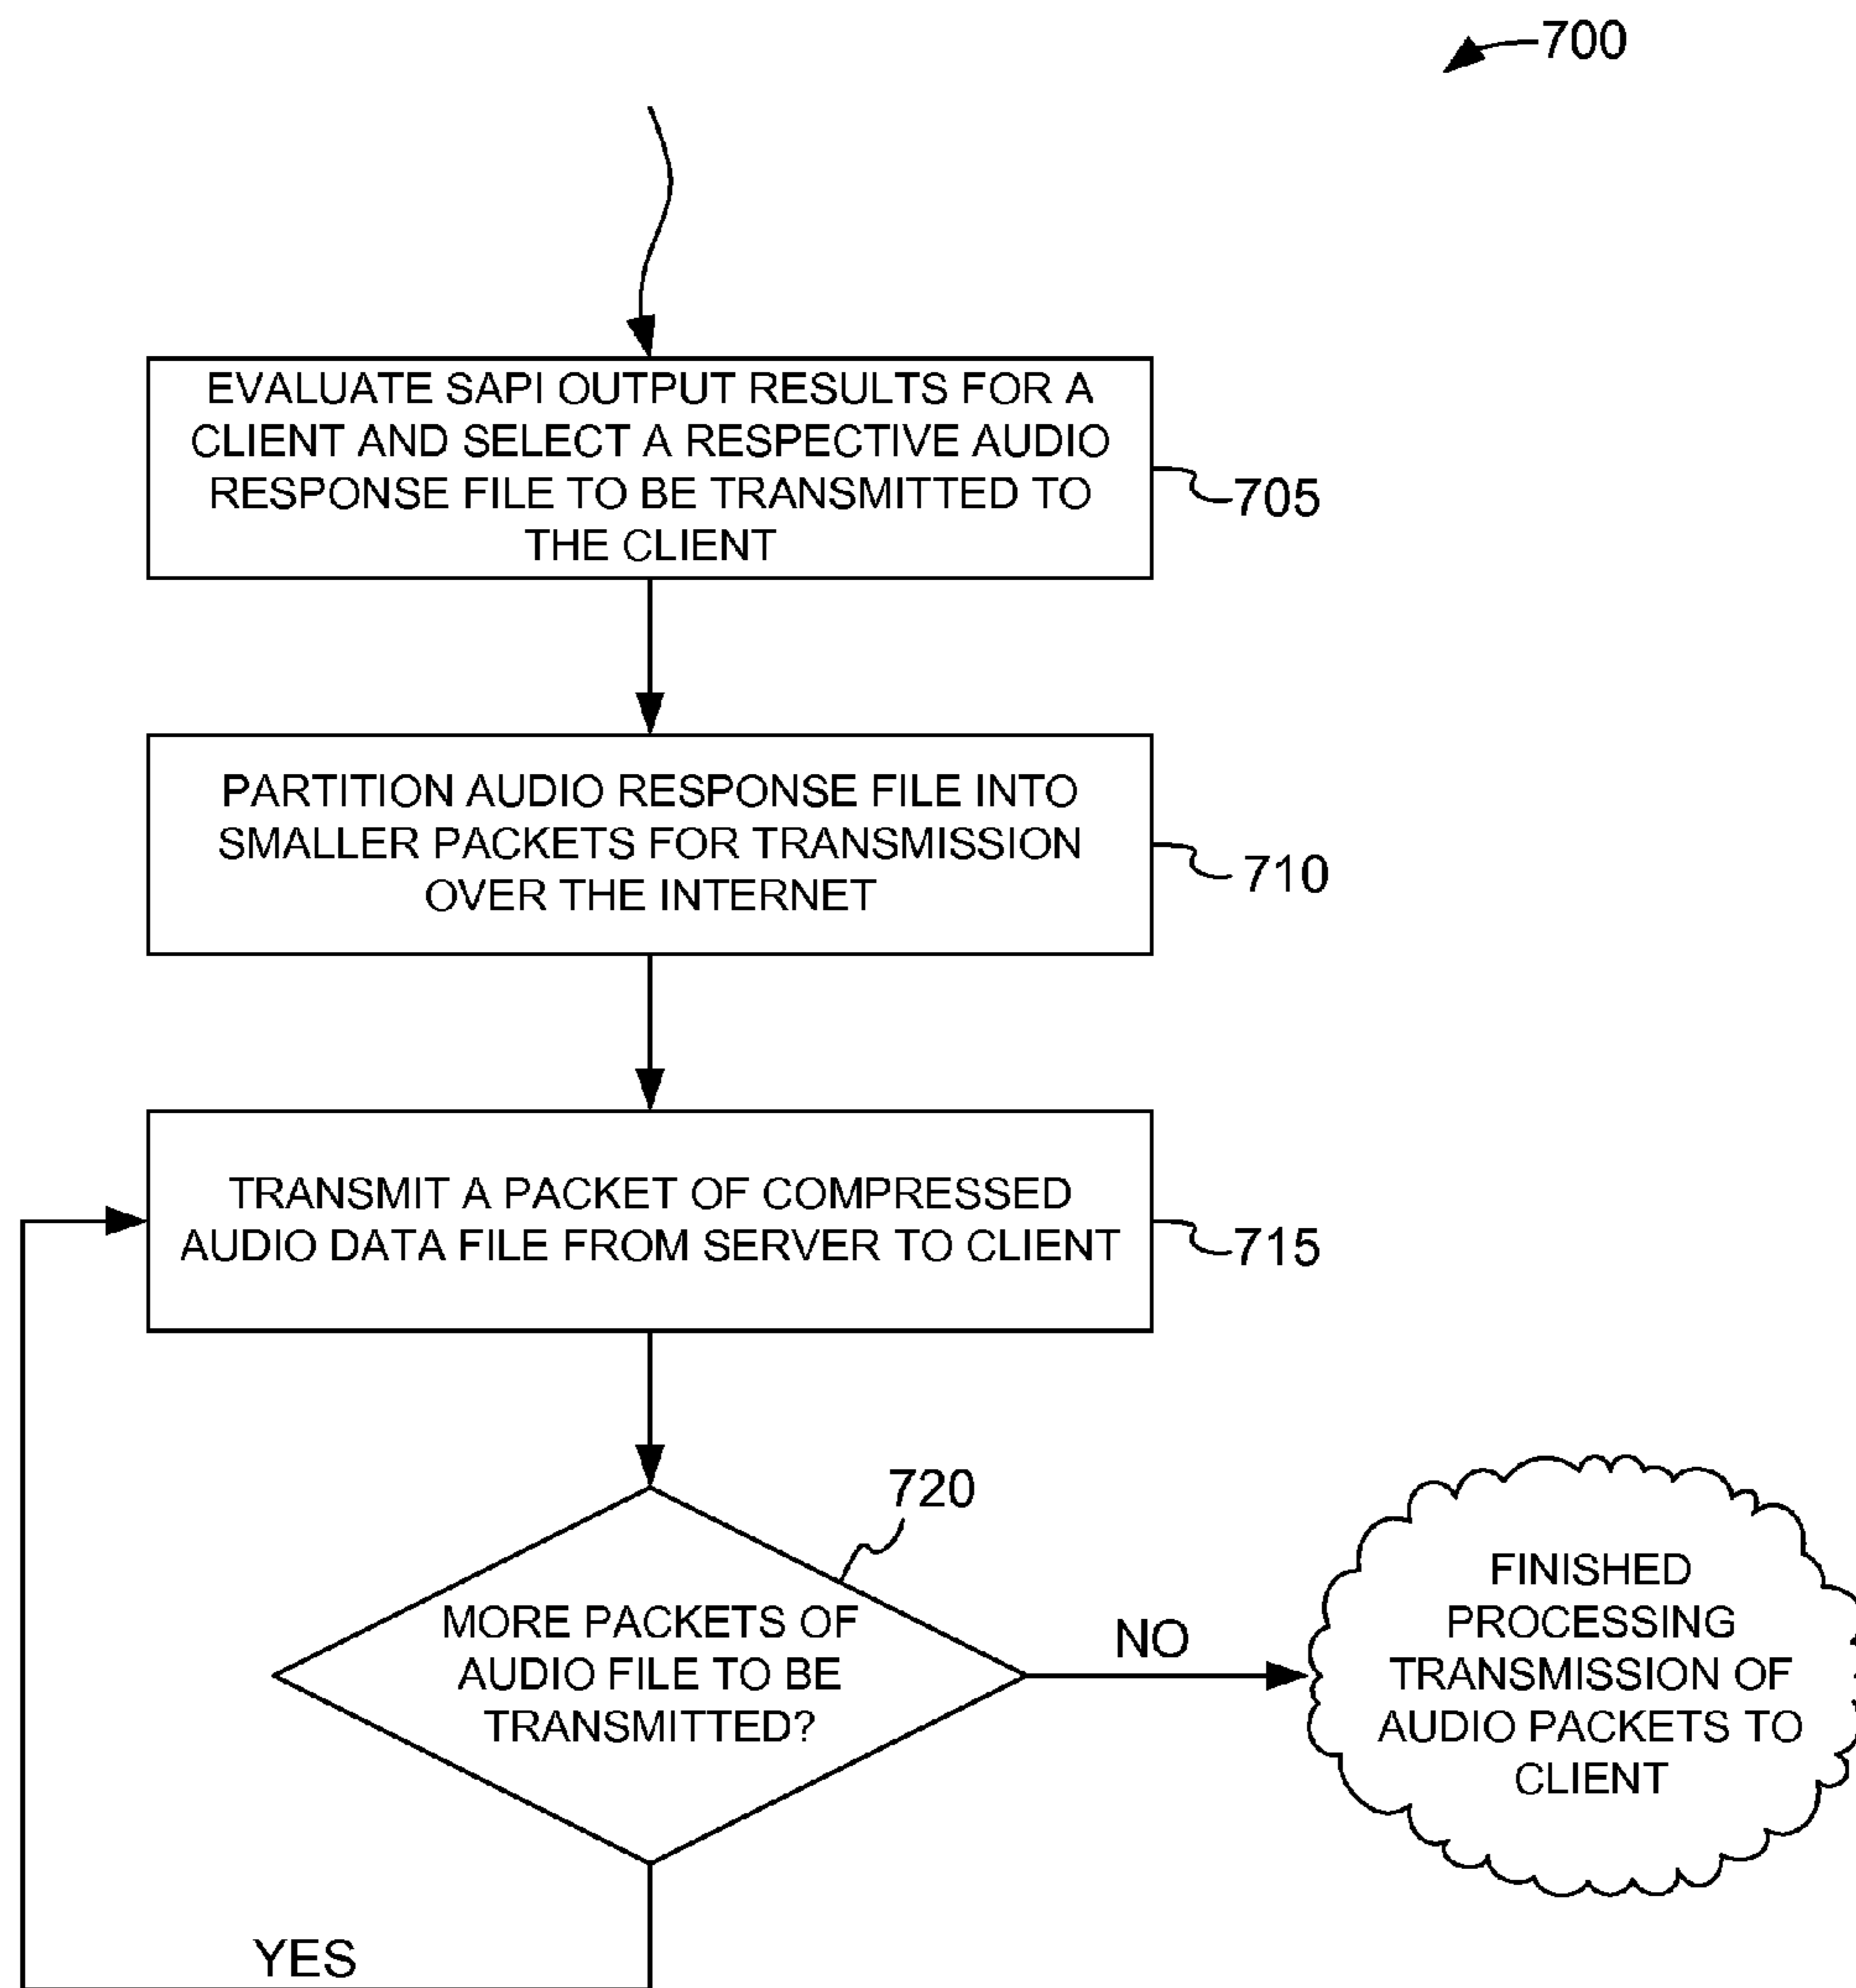 700
EVALUATE SAPI OUTPUT RESULTS FOR A
CLIENT AND SELECT A RESPECTIVE AUDIO
RESPONSE FILE TO BE TRANSMITTED TO
THE CLIENT
705
PARTITION AUDIO RESPONSE FILE INTO
SMALLER PACKETS FOR TRANSMISSION
OVER THE INTERNET
710
TRANSMIT A PACKET OF COMPRESSED
AUDIO DATA FILE FROM SERVER TO CLIENT
715
720
MORE PACKETS OF
AUDIO FILE TO BE
TRANSMITTED?
NO
FINISHED
PROCESSING
TRANSMISSION OF
AUDIO PACKETS TO
CLIENT
YES